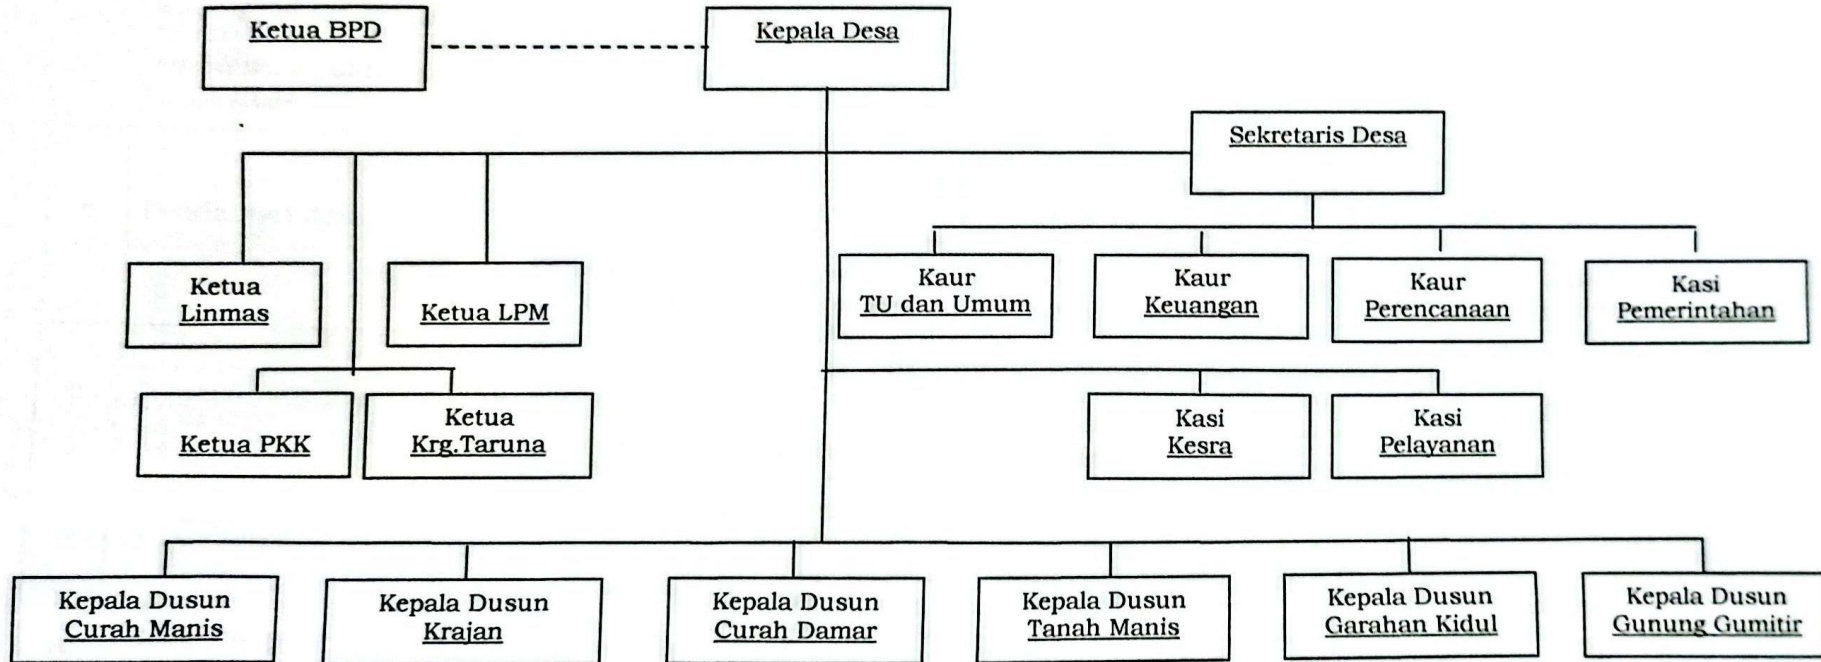 Ketua BPD
Kepala Desa
Sekretaris Desa
Ketua
Linmas
Ketua LPM
Kaur
TU dan Umum
Kaur
Keuangan
Kaur
Perencanaan
Kasi
Pemerintahan
Ketua PKK
Ketua
Krg.Taruna
Kasi
Kesra
Kasi
Pelayanan
Kepala Dusun
Curah Manis
Kepala Dusun
Krajan
Kepala Dusun
Curah Damar
Kepala Dusun
Tanah Manis
Kepala Dusun
Garahan Kidul
Kepala Dusun
Gunung Gumitir